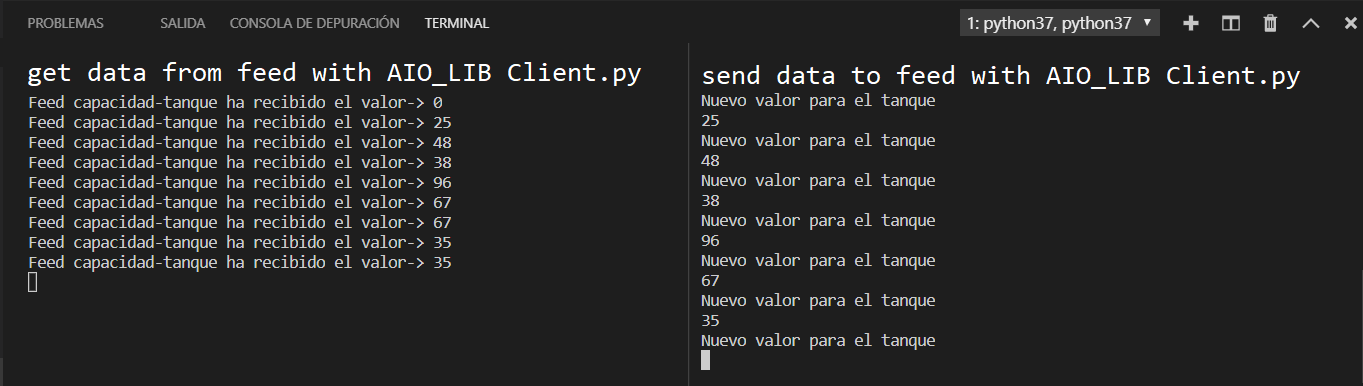 PROBLEMAS SALIDA CONSOLA DE DEPURACIÓN TERMINAL 1: python37, python37
get data from feed with AIO_LIB Client.py
Feed capacidad-tanque ha recibido el valor-> 0
Feed capacidad-tanque ha recibido el valor-> 25
Feed capacidad-tanque ha recibido el valor-> 48
Feed capacidad-tanque ha recibido el valor-> 38
Feed capacidad-tanque ha recibido el valor-> 96
Feed capacidad-tanque ha recibido el valor-> 67
Feed capacidad-tanque ha recibido el valor-> 67
Feed capacidad-tanque ha recibido el valor-> 35
Feed capacidad-tanque ha recibido el valor-> 35
send data to feed with AIO_LIB Client.py
Nuevo valor para el tanque
25
Nuevo valor para el tanque
48
Nuevo valor para el tanque
38
Nuevo valor para el tanque
96
Nuevo valor para el tanque
67
Nuevo valor para el tanque
35
Nuevo valor para el tanque